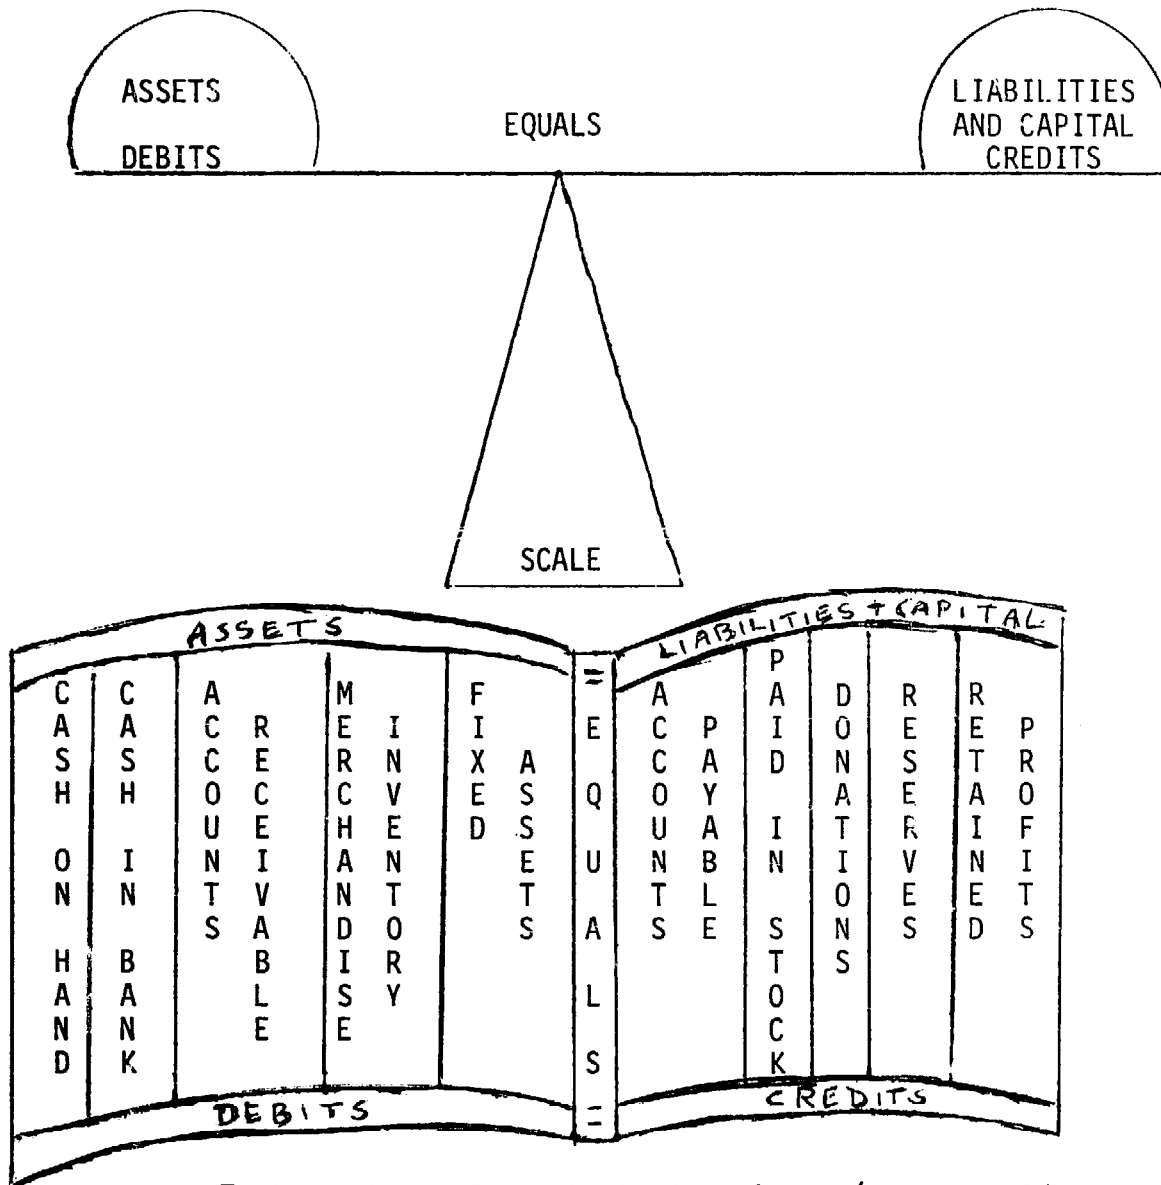 ASSETS
DEBITS
EQUALS
LIABILITIES
AND CAPITAL
CREDITS
SCALE
ASSETS
LIABILITIES + CAPITAL
CASH ON HAND
CASH IN BANK
ACCOUNTS
RECEIVABLE
MERCHANDISE
INVENTORY
FIXED
ASSETS
= EQUALS =
ACCOUNTS
PAYABLE
PAID IN STOCK
DONATIONS
RESERVES
RETAINED
PROFITS
DEBITS
CREDITS